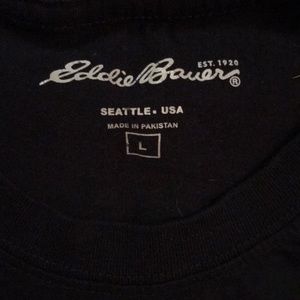 EST. 1920
Eddie Bauer®
SEATTLE. USA
MADE IN PAKISTAN
L